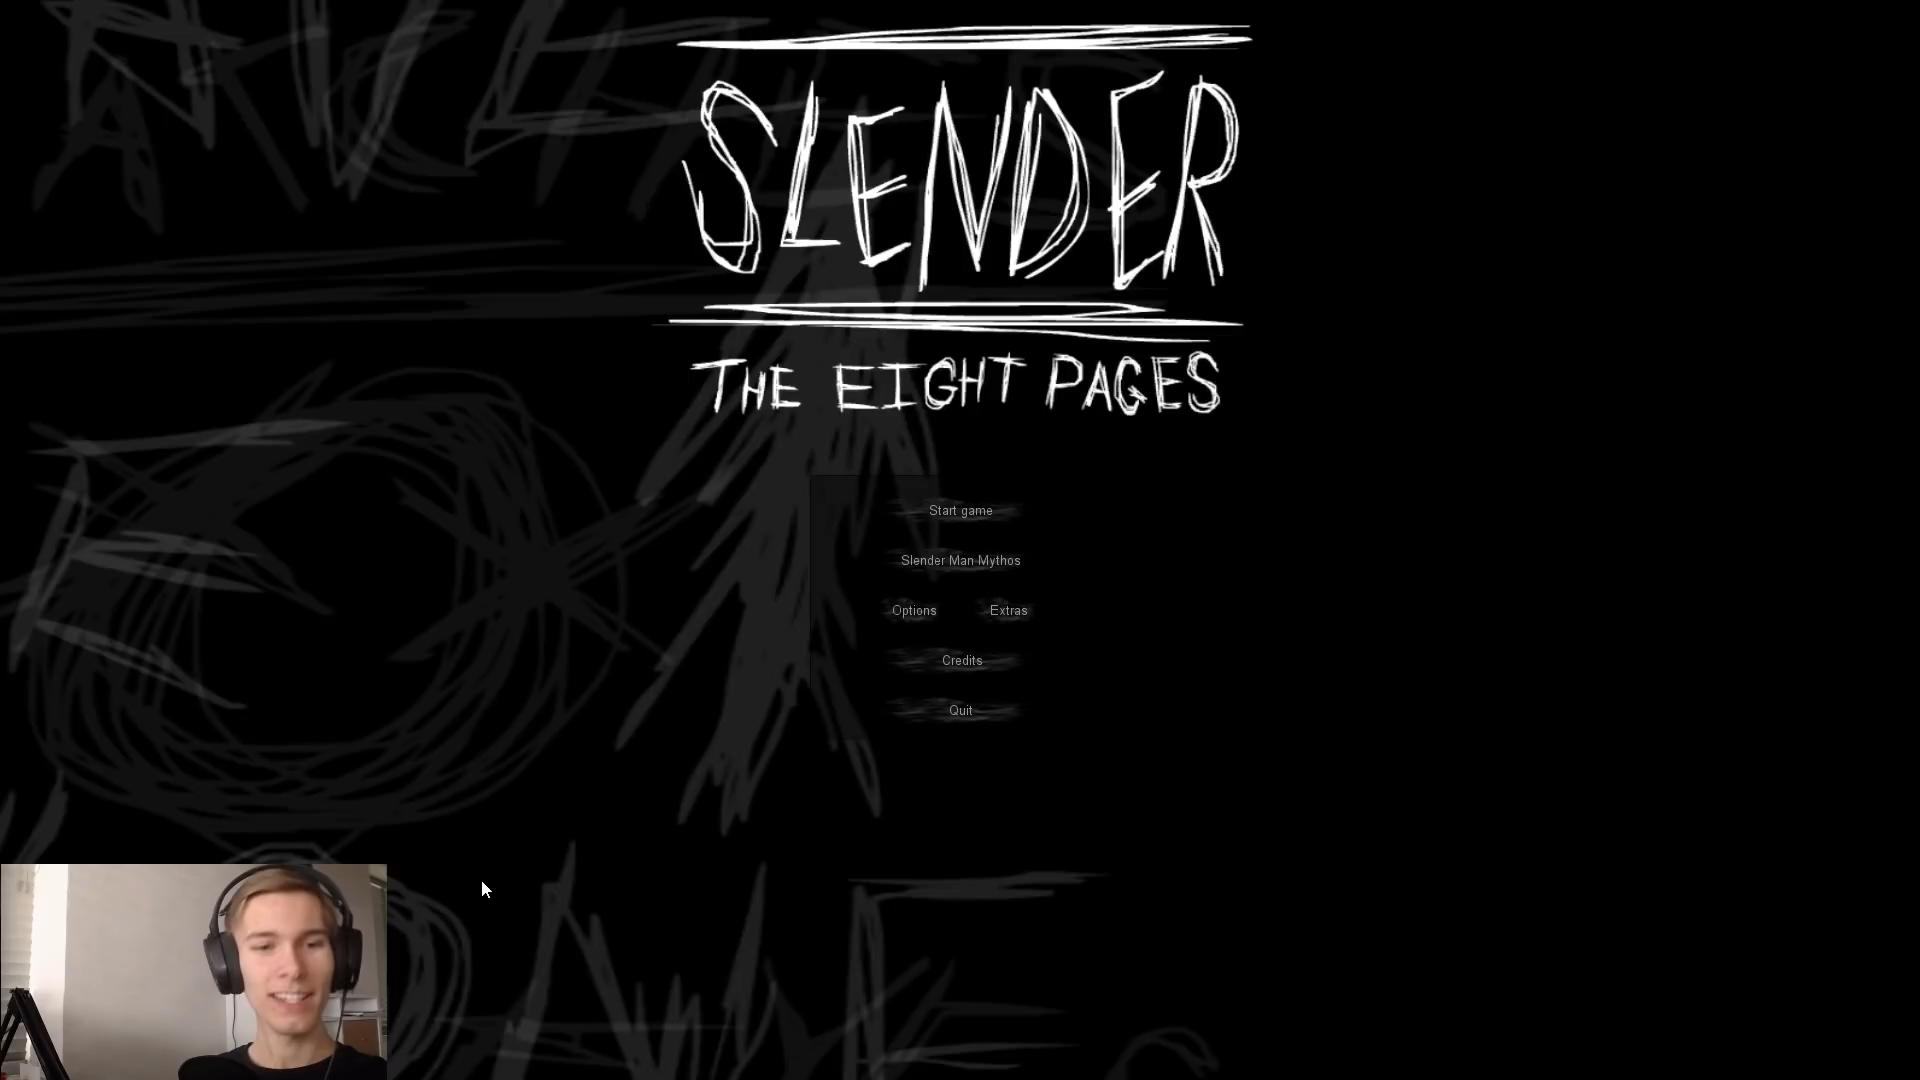 SLENDER
THE EIGHT PAGES
Start game
Slender Man Mythos
Options Extras
Credits
Quit